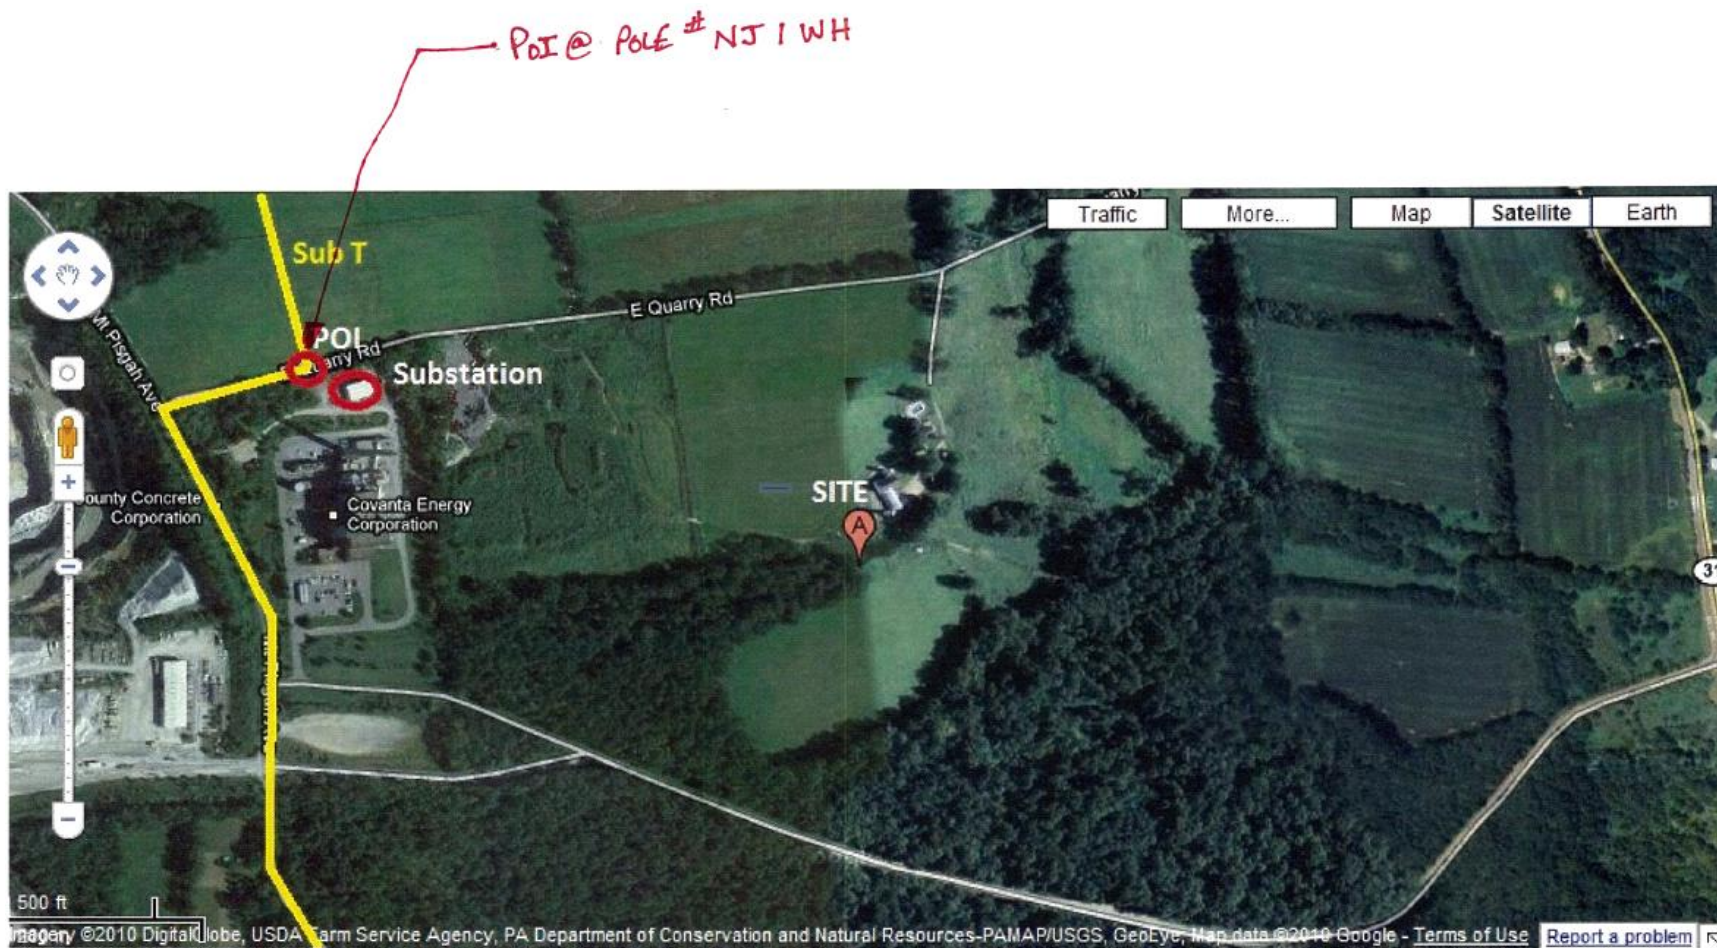 POI @ POLE # NJ 1 WH
Traffic
More...
Map
Satellite
Earth
Sub T
E Quarry Rd
Mt Pisgah Ave
POI
Quarry Rd
Substation
SITE
A
County Concrete
Corporation
Covanta Energy
Corporation
500 ft
Imagery ©2010 DigitalGlobe, USDA Farm Service Agency, PA Department of Conservation and Natural Resources-PAMAP/USGS, GeoEye, Map data ©2010 Google - Terms of Use
Report a problem